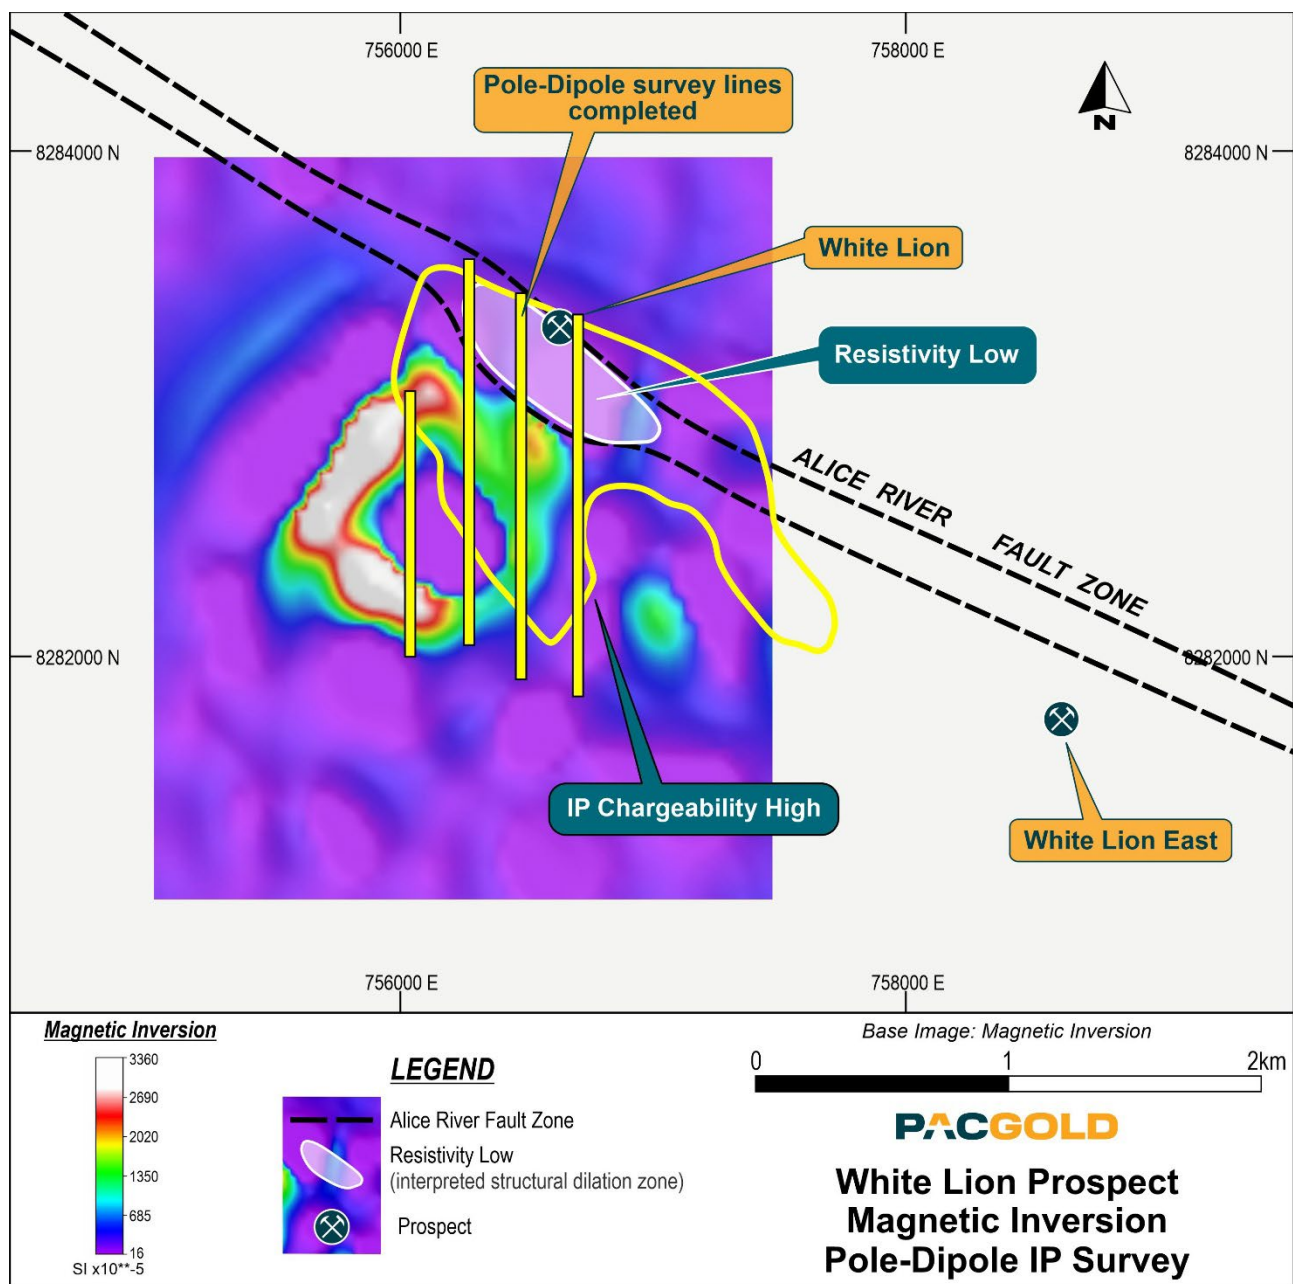 756000 E
758000 E
Pole-Dipole survey lines
completed
N
8284000 N
8284000 N
White Lion
Resistivity Low
ALICE RIVER FAULT ZONE
8282000 N
8282000 N
IP Chargeability High
White Lion East
756000 E
758000 E
Magnetic Inversion
3360
2690
2020
1350
685
16
SI x10**-5
LEGEND
Alice River Fault Zone
Resistivity Low
(interpreted structural dilation zone)
Prospect
Base Image: Magnetic Inversion
0 1 2km
PACGOLD
White Lion Prospect
Magnetic Inversion
Pole-Dipole IP Survey